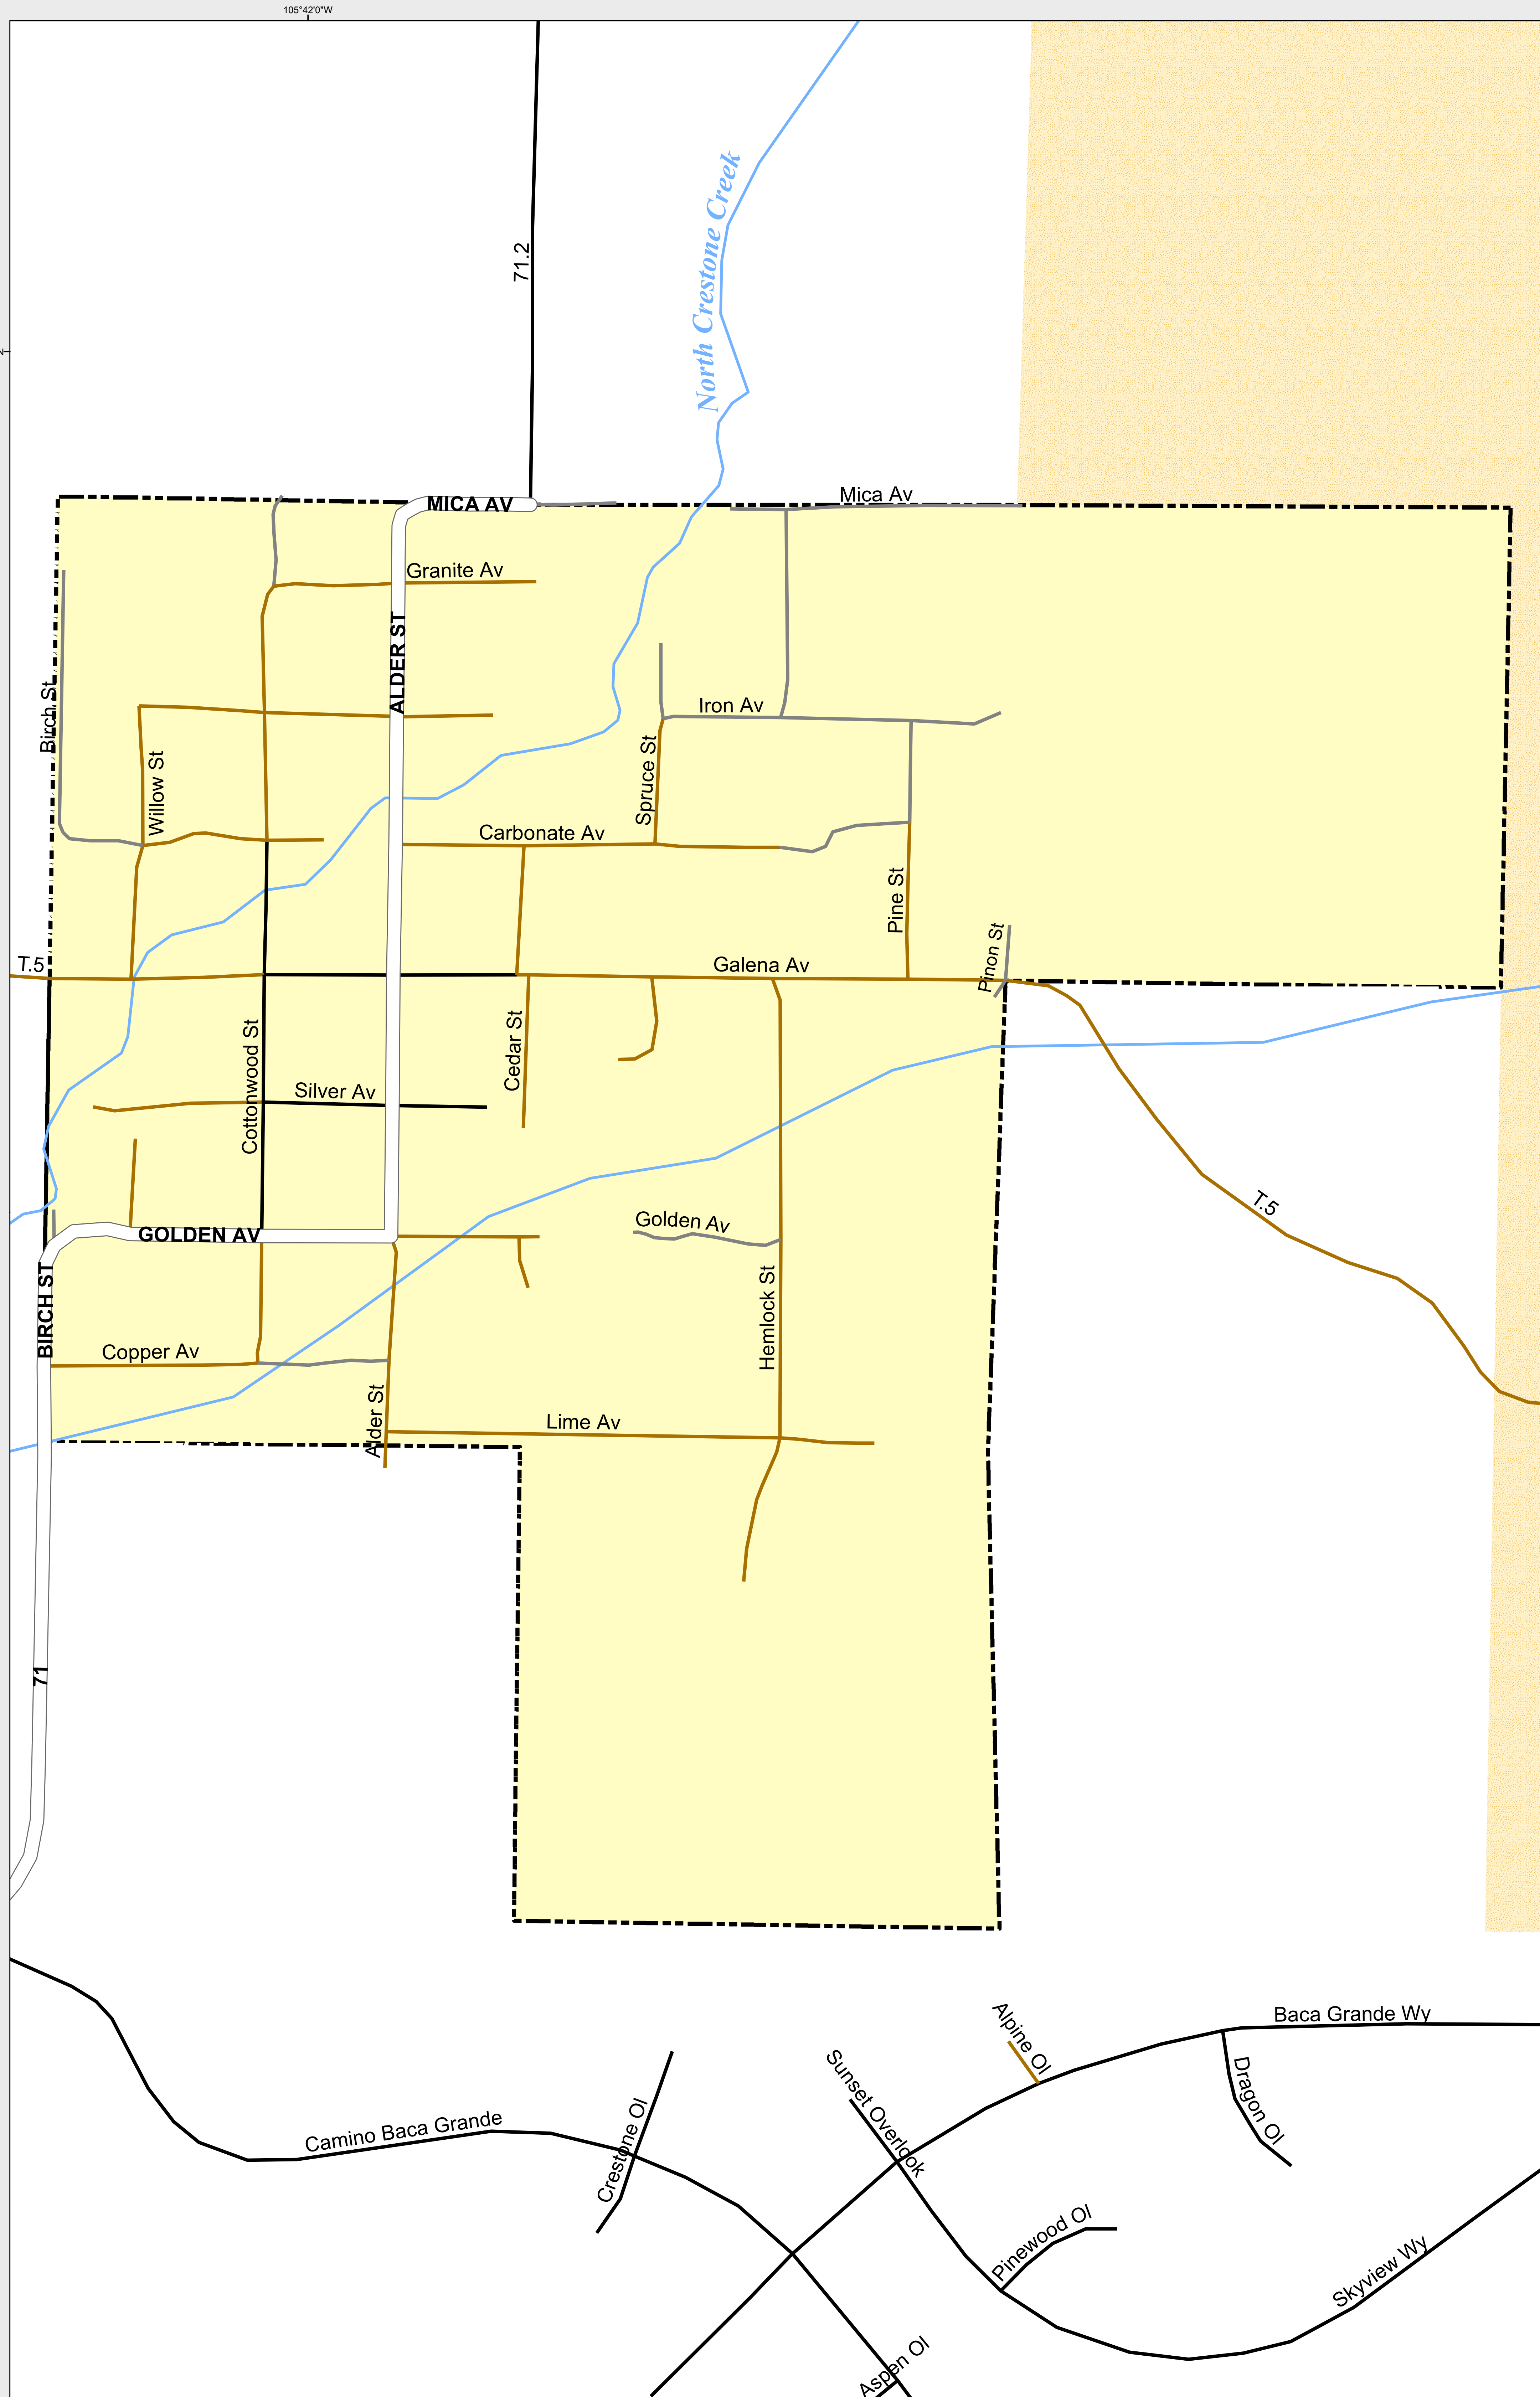 105°42'0"W
71.2
North Crestone Creek
MICA AV
Mica Av
Granite Av
ALDER ST
Birch St
Iron Av
Willow St
Spruce St
Carbonate Av
Pine St
T.5
Galena Av
Pinon St
Cottonwood St
Cedar St
Silver Av
T.5
GOLDEN AV
Golden Av
BIRCH ST
Hemlock St
Copper Av
Alder St
Lime Av
71
Alpine Ol
Baca Grande Wy
Sunset Overlook
Dragon Ol
Camino Baca Grande
Crestone Ol
Pinewood Ol
Skyview Wy
Aspen Ol